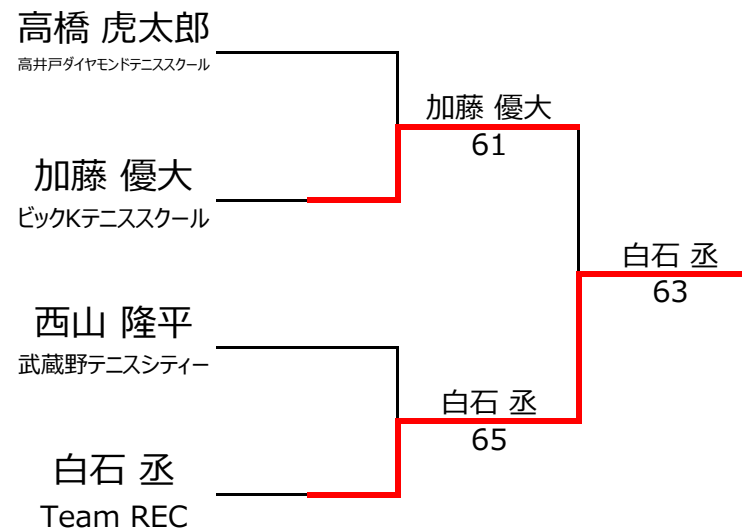 高橋 虎太郎
高井戸ダイヤモンドテニススクール
加藤 優大
61
加藤 優大
ビックKテニススクール
白石 丞
63
西山 隆平
武蔵野テニスシティー
白石 丞
65
白石 丞
Team REC